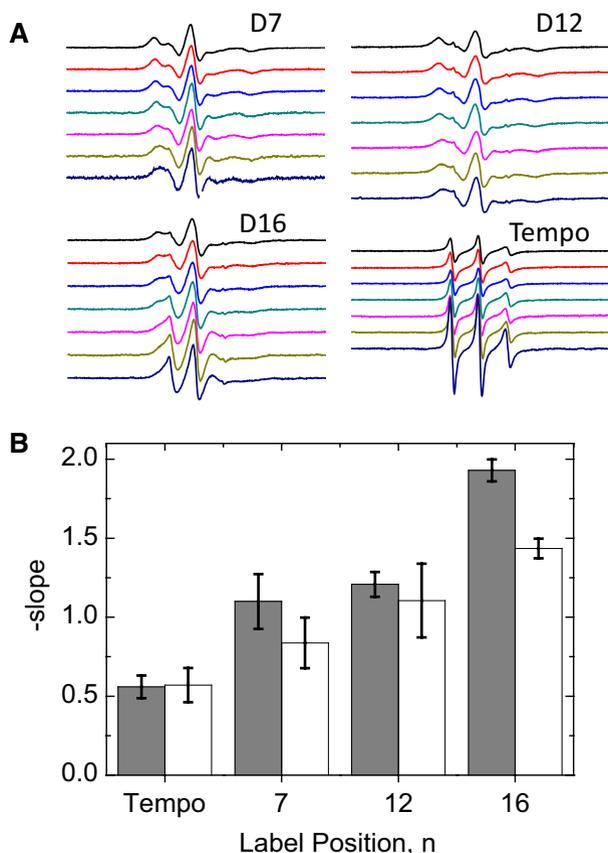 A
D7
D12
D16
Tempo
B
2.0
1.5
1.0
0.5
0.0
-slope
Tempo 7 12 16
Label Position, n